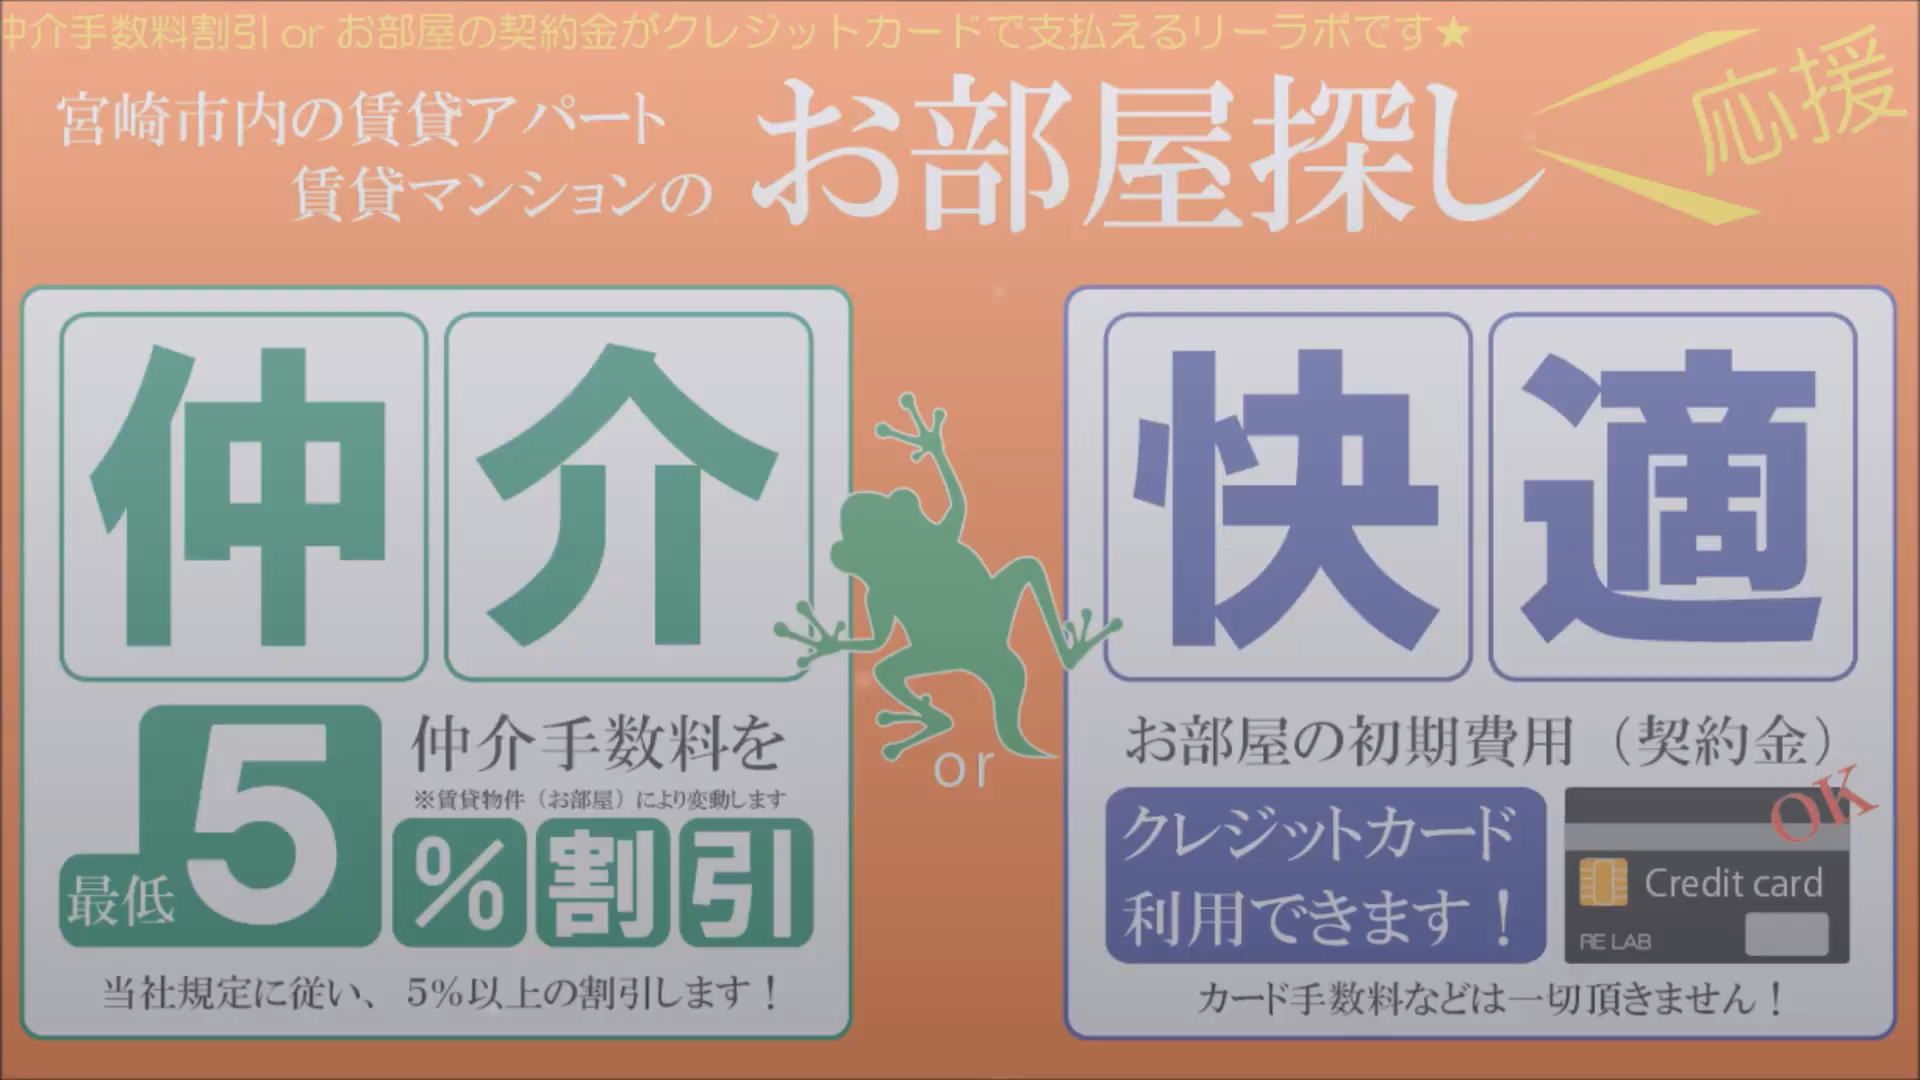 仲介手数料割引 or お部屋の契約金がクレジットカードで支払えるリーラボです★
宮崎市内の賃貸アパート
賃貸マンションの
お部屋探し
応援
仲介
仲介手数料を
※賃貸物件（お部屋）により変動します
最低5%割引
当社規定に従い、5%以上の割引します！
or
快適
お部屋の初期費用（契約金）
クレジットカード
利用できます！
OK
Credit card
RE LAB
カード手数料などは一切頂きません！